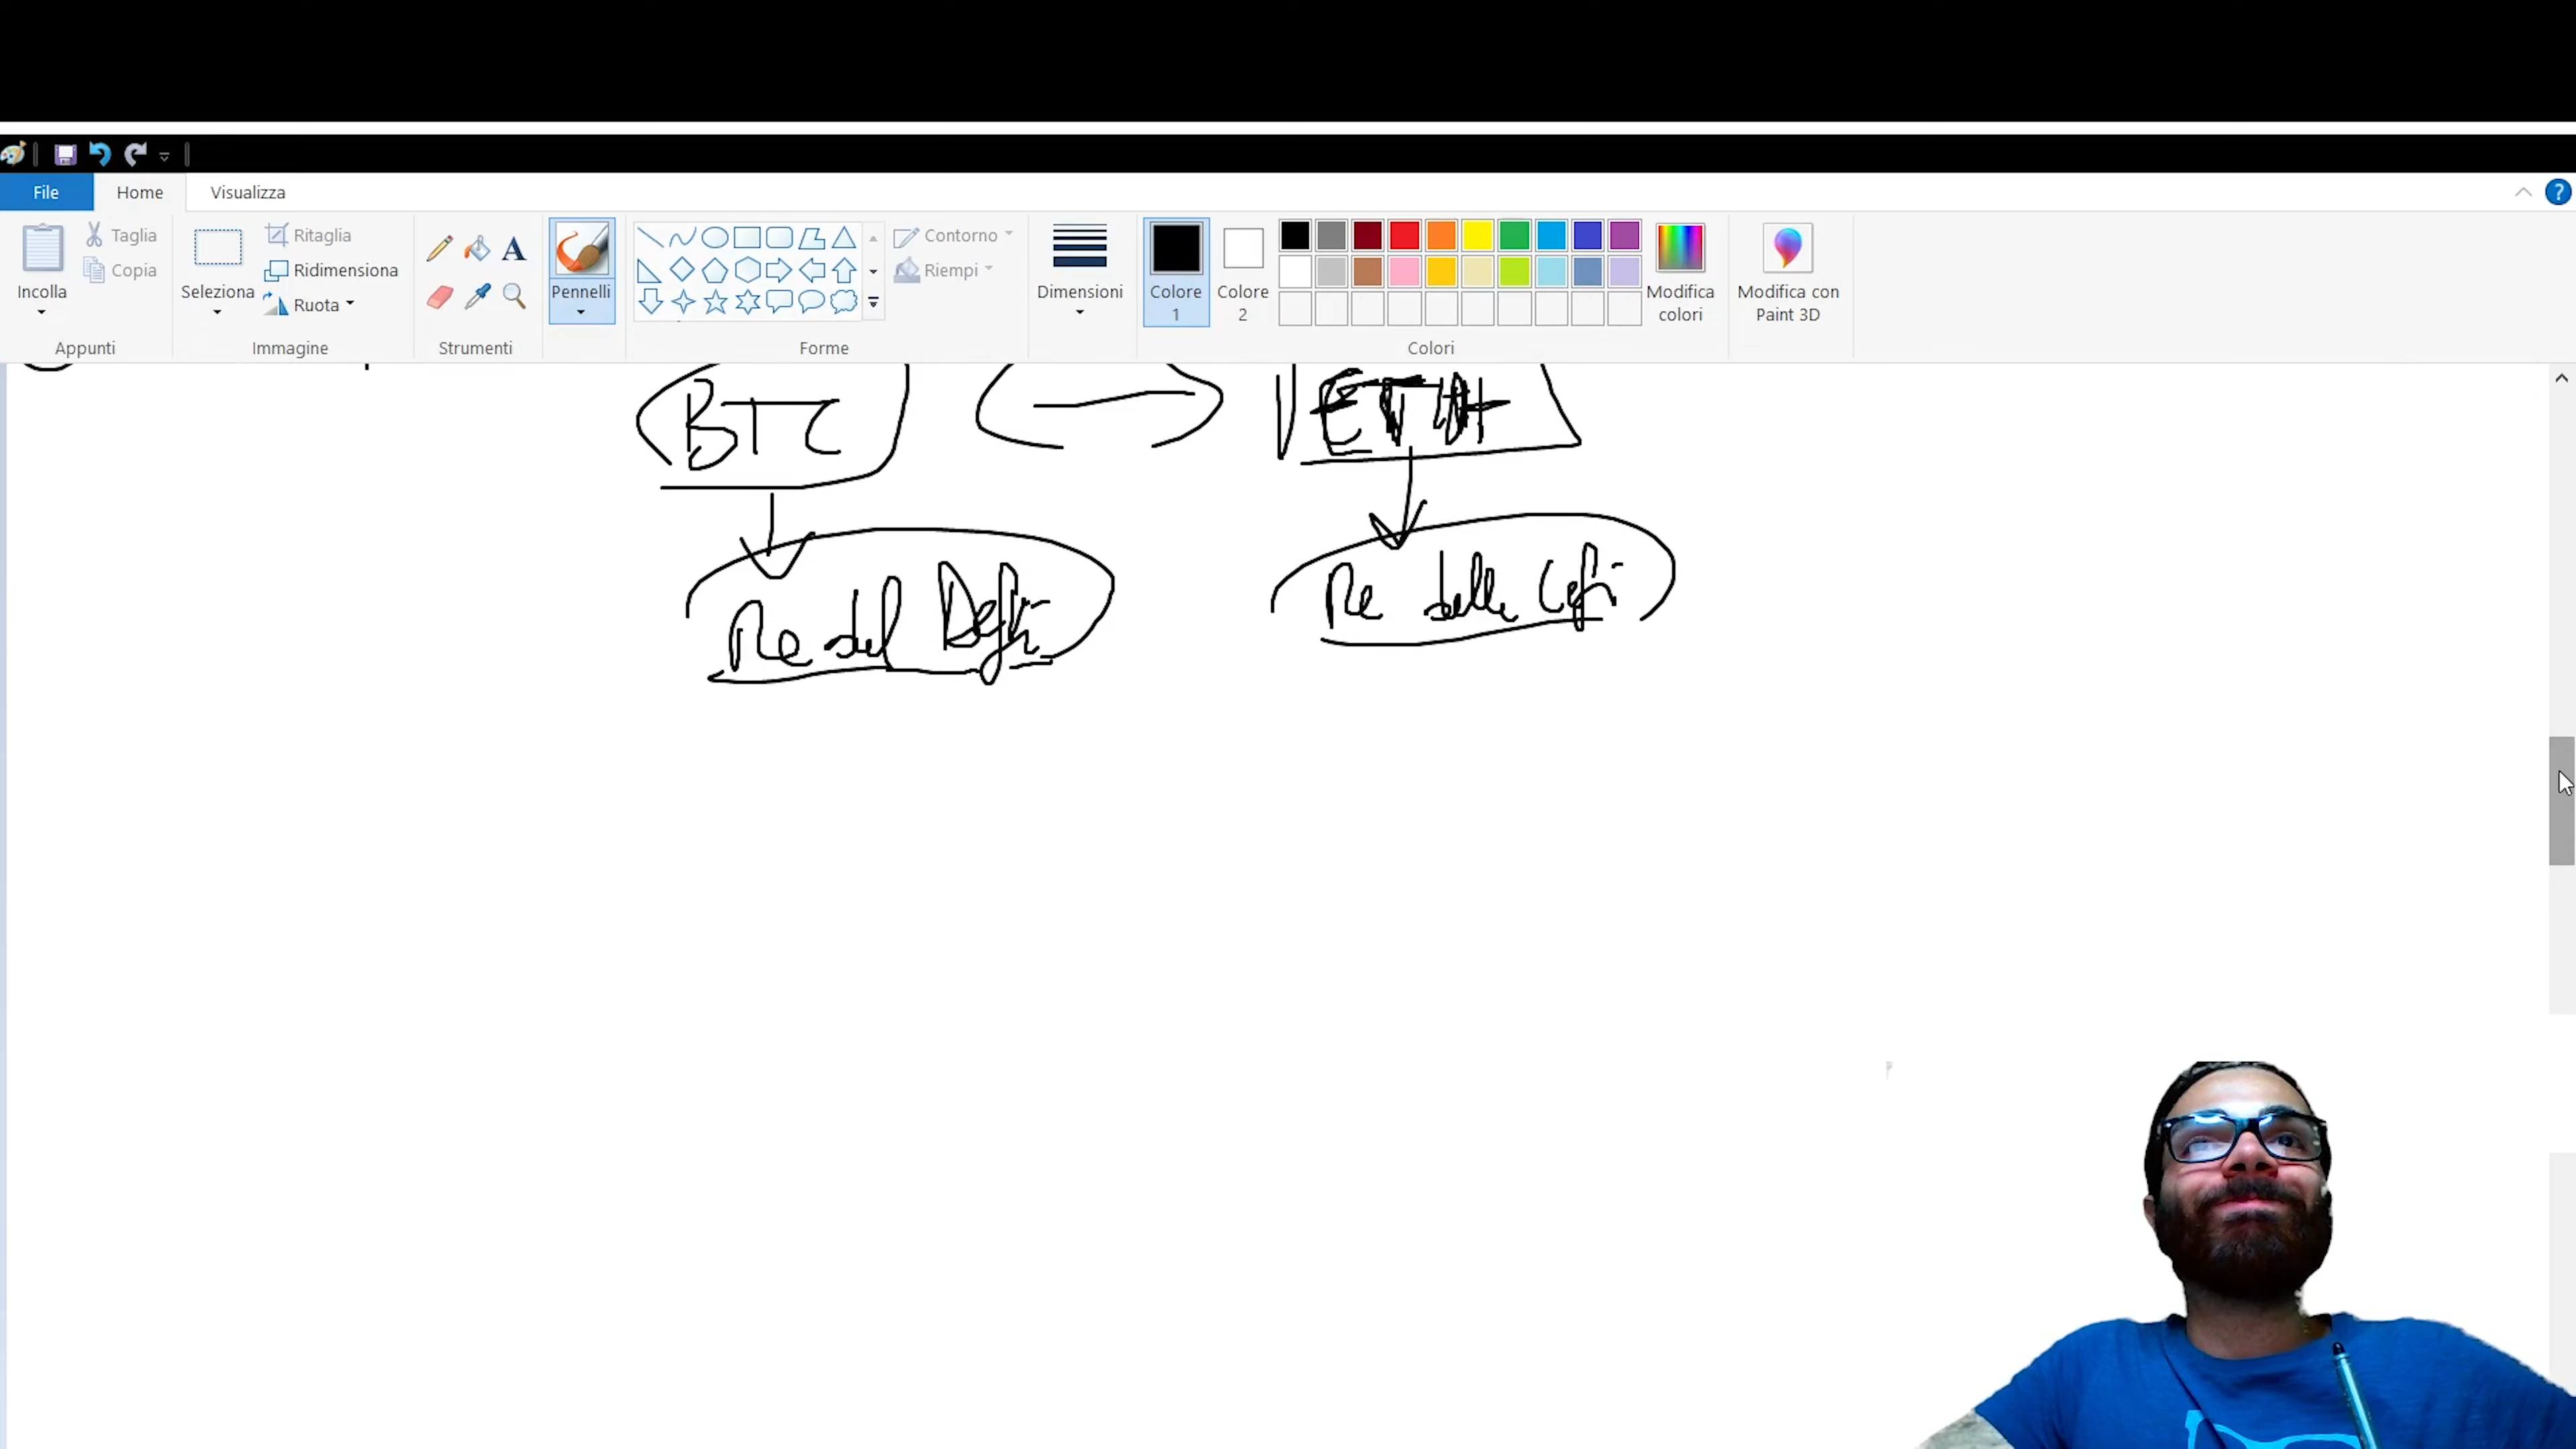 File Home Visualizza
Incolla
Taglia
Copia
Appunti
Seleziona
Ritaglia
Ridimensiona
Ruota
Immagine
Strumenti
Pennelli
Forme
Contorno
Riempi
Dimensioni
Colore
1
Colore
2
Colori
Modifica
colori
Modifica con
Paint 3D
BTC
ETH
Re del Defi
Re della Cefi